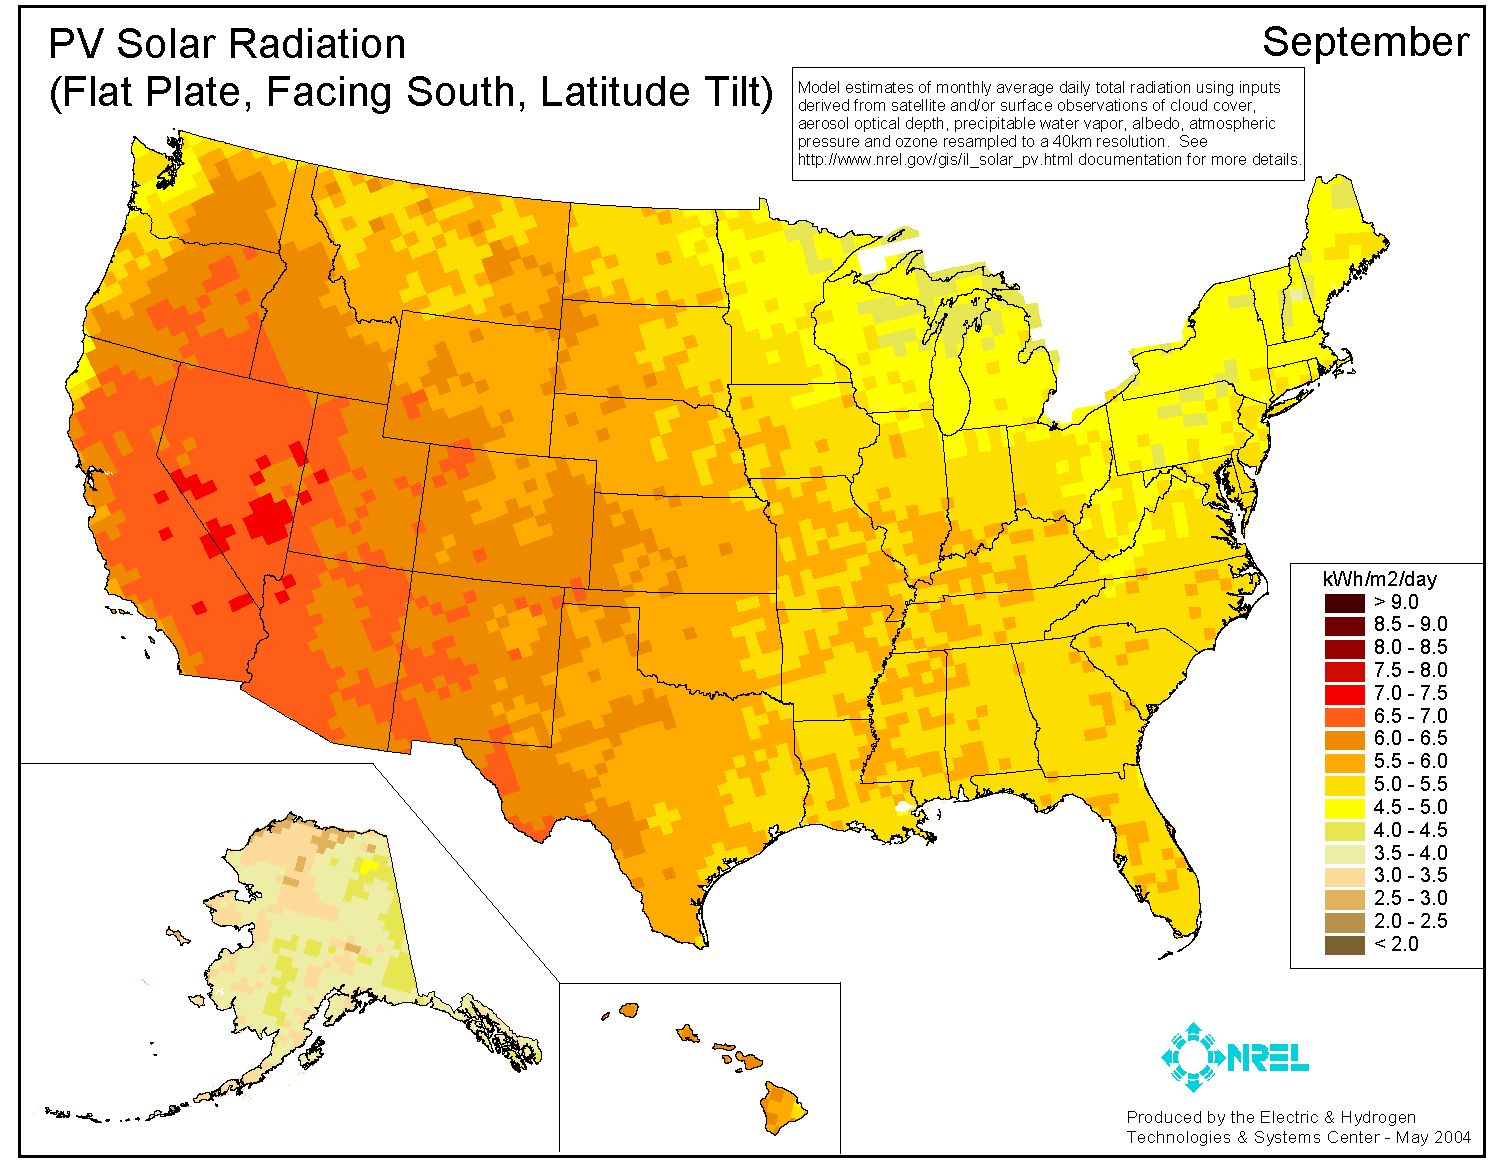 PV Solar Radiation
(Flat Plate, Facing South, Latitude Tilt)
September
Model estimates of monthly average daily total radiation using inputs
derived from satellite and/or surface observations of cloud cover,
aerosol optical depth, precipitable water vapor, albedo, atmospheric
pressure and ozone resampled to a 40km resolution.  See
http://www.nrel.gov/gis/il_solar_pv.html documentation for more details.
kWh/m2/day
> 9.0
8.5 - 9.0
8.0 - 8.5
7.5 - 8.0
7.0 - 7.5
6.5 - 7.0
6.0 - 6.5
5.5 - 6.0
5.0 - 5.5
4.5 - 5.0
4.0 - 4.5
3.5 - 4.0
3.0 - 3.5
2.5 - 3.0
2.0 - 2.5
< 2.0
NREL
Produced by the Electric & Hydrogen
Technologies & Systems Center - May 2004